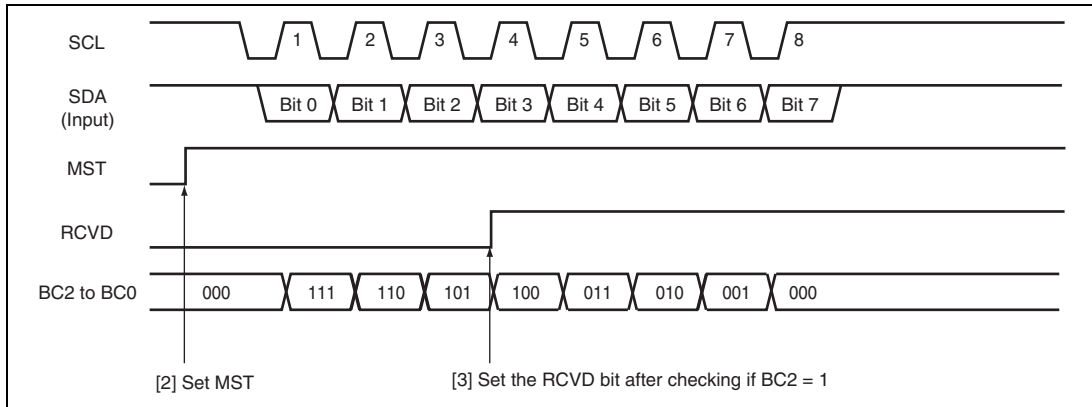 SCL
1 2 3 4 5 6 7 8
SDA
(Input)
Bit 0 Bit 1 Bit 2 Bit 3 Bit 4 Bit 5 Bit 6 Bit 7
MST
RCVD
BC2 to BC0
000 111 110 101 100 011 010 001 000
[2] Set MST
[3] Set the RCVD bit after checking if BC2 = 1